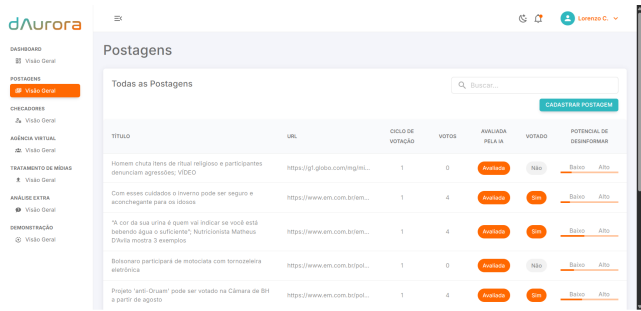 dAurora
Lorenzo.C.
DASHBOARD
Visão Geral
POSTAGENS
Visão Geral
CHECADORES
Visão Geral
AGÊNCIA VIRTUAL
Visão Geral
TRATAMENTO DE MÍDIAS
Visão Geral
ANÁLISE EXTRA
Visão Geral
DEMONSTRAÇÃO
Visão Geral
Postagens
Todas as Postagens
Buscar...
CADASTRAR POSTAGEM
TÍTULO
URL
CICLO DE
VOTAÇÃO
VOTOS
AVALIADA
PELA IA
VOTADO
POTENCIAL DE
DESINFORMAR
Homem chuta itens de ritual religioso e participantes
denunciam agressões; VÍDEO
https://g1.globo.com/mg/mi...
1
0
Avaliada
Não
Baixo Alto
Com esses cuidados o inverno pode ser seguro e
aconchegante para os idosos
https://www.em.com.br/em...
1
4
Avaliada
Sim
Baixo Alto
"A cor da sua urina é quem vai indicar se você está
bebendo água o suficiente"; Nutricionista Matheus
D'Avila mostra 3 exemplos
https://www.em.com.br/em...
1
4
Avaliada
Sim
Baixo Alto
Bolsonaro participará de motociata com tornozeleira
eletrônica
https://www.em.com.br/pol...
1
0
Avaliada
Não
Baixo Alto
Projeto 'anti-Oruam' pode ser votado na Câmara de BH
a partir de agosto
https://www.em.com.br/pol...
1
4
Avaliada
Sim
Baixo Alto